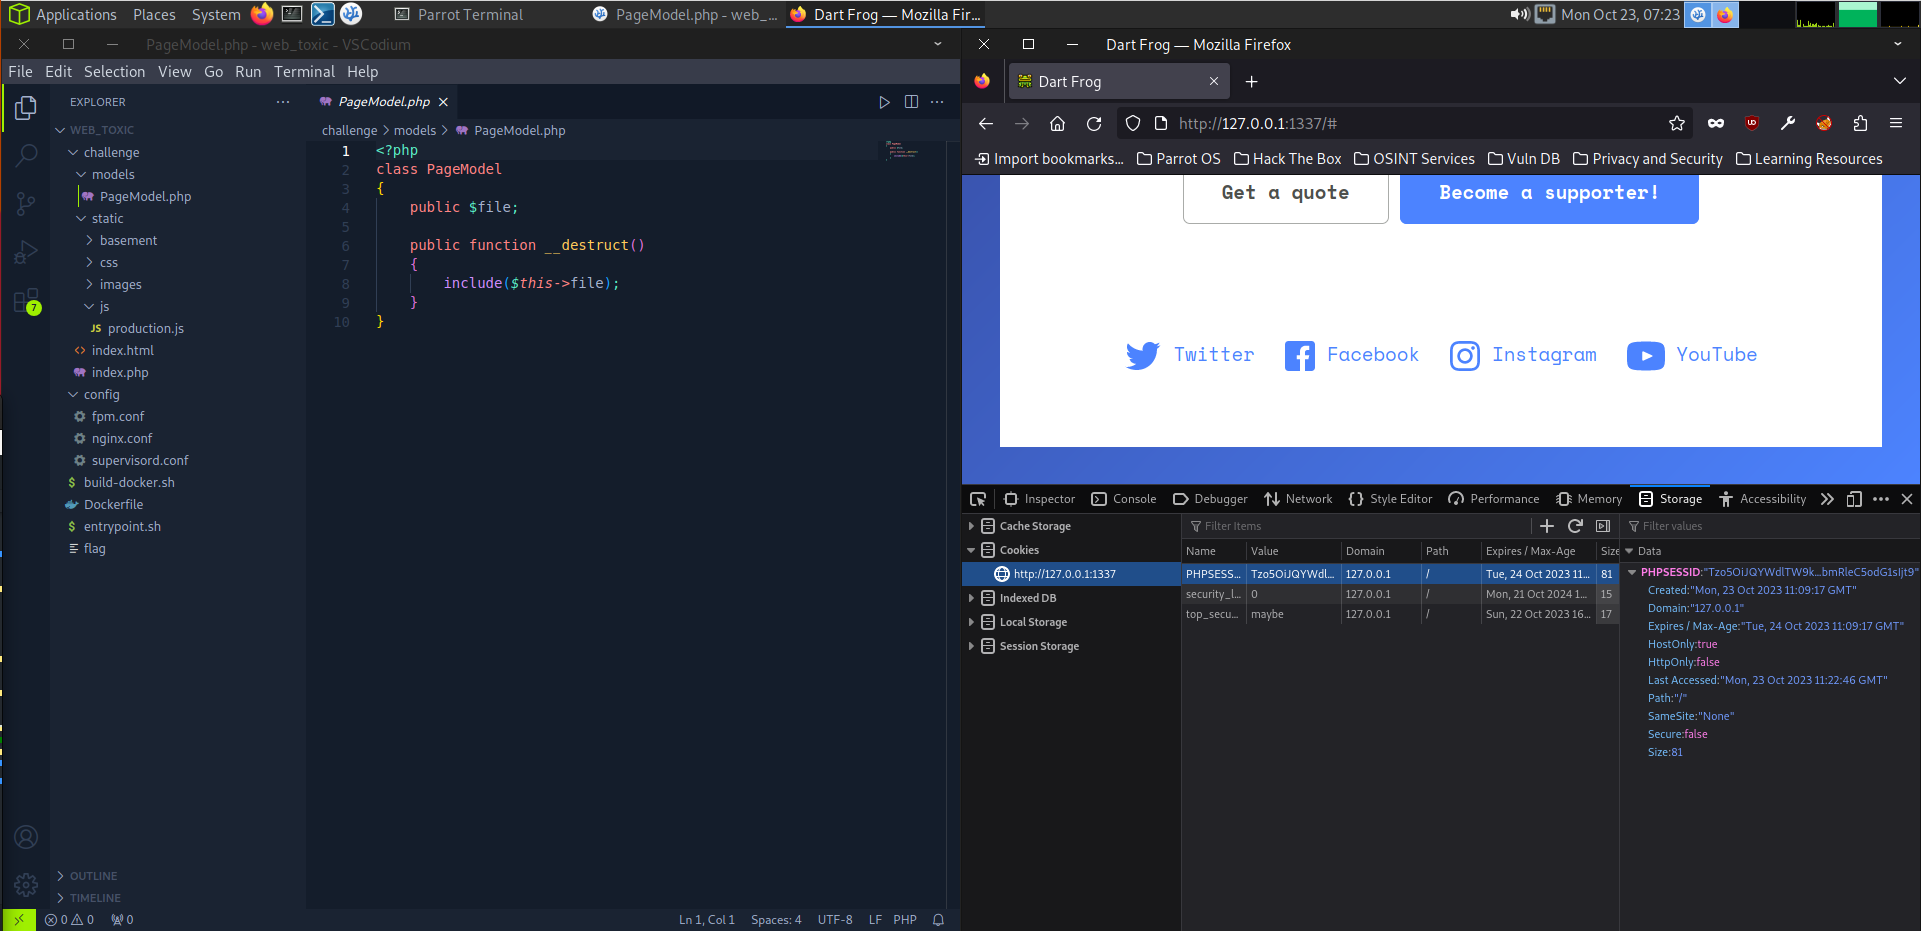 Applications Places System Parrot Terminal PageModel.php - web_... Dart Frog — Mozilla Fir... Mon Oct 23, 07:23
PageModel.php - web_toxic - VSCodium
File Edit Selection View Go Run Terminal Help
EXPLORER
WEB_TOXIC
challenge
models
PageModel.php
static
basement
css
images
js
JS production.js
index.html
index.php
config
fpm.conf
nginx.conf
supervisord.conf
$ build-docker.sh
Dockerfile
$ entrypoint.sh
flag
7
OUTLINE
TIMELINE
PageModel.php
challenge > models > PageModel.php
1 <?php
2 class PageModel
3 {
4 public $file;
5
6 public function __destruct()
7 {
8 include($this->file);
9 }
10 }
0 0 0 Ln 1, Col 1 Spaces: 4 UTF-8 LF PHP
Dart Frog — Mozilla Firefox
Dart Frog
http://127.0.0.1:1337/#
Import bookmarks... Parrot OS Hack The Box OSINT Services Vuln DB Privacy and Security Learning Resources
Get a quote Become a supporter!
Twitter Facebook Instagram YouTube
Inspector Console Debugger Network Style Editor Performance Memory Storage Accessibility
Cache Storage
Cookies
http://127.0.0.1:1337
Indexed DB
Local Storage
Session Storage
Filter Items
Name Value Domain Path Expires / Max-Age Size
PHPSESS... Tzo5OiJQYWdl... 127.0.0.1 / Tue, 24 Oct 2023 11... 81
security_l... 0 127.0.0.1 / Mon, 21 Oct 2024 1... 15
top_secu... maybe 127.0.0.1 / Sun, 22 Oct 2023 16... 17
Filter values
Data
PHPSESSID:"Tzo5OiJQYWdlTW9k...bmRleC5odG1sIjt9"
Created:"Mon, 23 Oct 2023 11:09:17 GMT"
Domain:"127.0.0.1"
Expires / Max-Age:"Tue, 24 Oct 2023 11:09:17 GMT"
HostOnly:true
HttpOnly:false
Last Accessed:"Mon, 23 Oct 2023 11:22:46 GMT"
Path:"/"
SameSite:"None"
Secure:false
Size:81